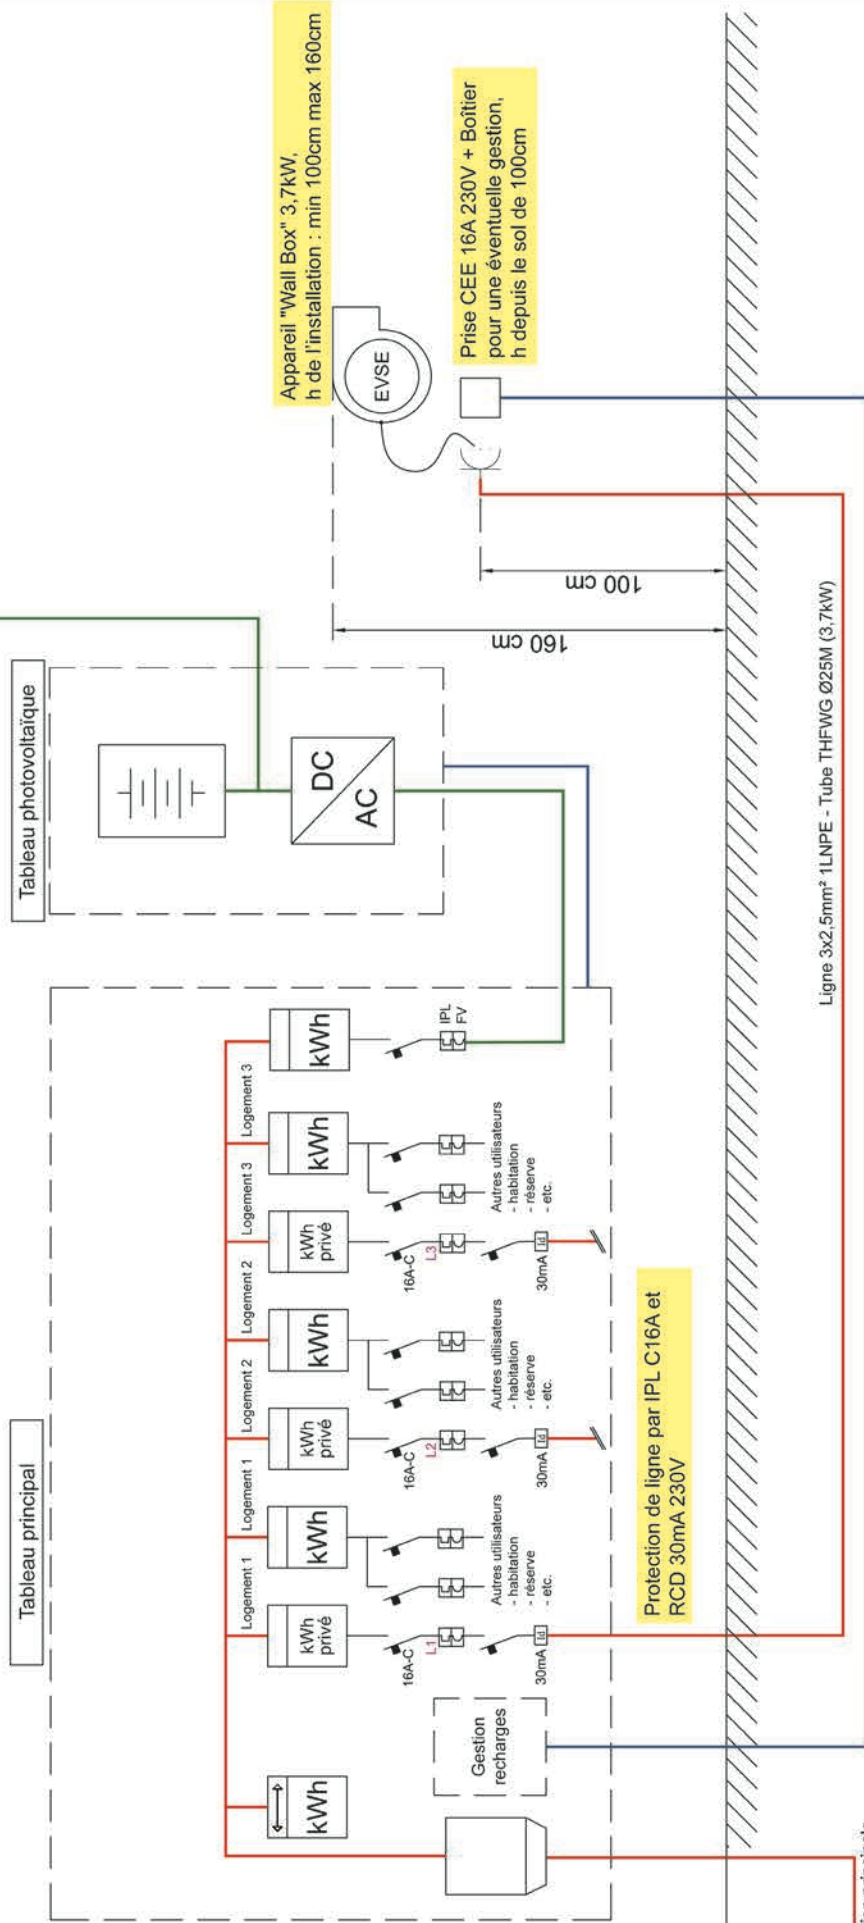 Tableau principal
Tableau photovoltaïque
Appareil "Wall Box" 3,7kW,
h de l'installation : min 100cm max 160cm
EVSE
Prise CEE 16A 230V + Boîtier
pour une éventuelle gestion,
h depuis le sol de 100cm
DC
AC
160 cm
100 cm
Logement 1
Logement 1
Logement 2
Logement 2
Logement 3
Logement 3
kWh
kWh
privé
kWh
kWh
privé
kWh
kWh
privé
kWh
kWh
16A-C
L1
16A-C
L2
16A-C
L3
IPL
FV
Autres utilisateurs
- habitation
- réserve
- etc.
Autres utilisateurs
- habitation
- réserve
- etc.
Autres utilisateurs
- habitation
- réserve
- etc.
30mA
Id
30mA
Id
30mA
Id
Gestion
recharges
Protection de ligne par IPL C16A et
RCD 30mA 230V
Ligne 3x2,5mm² 1LNPE - Tube THFWG Ø25M (3,7kW)